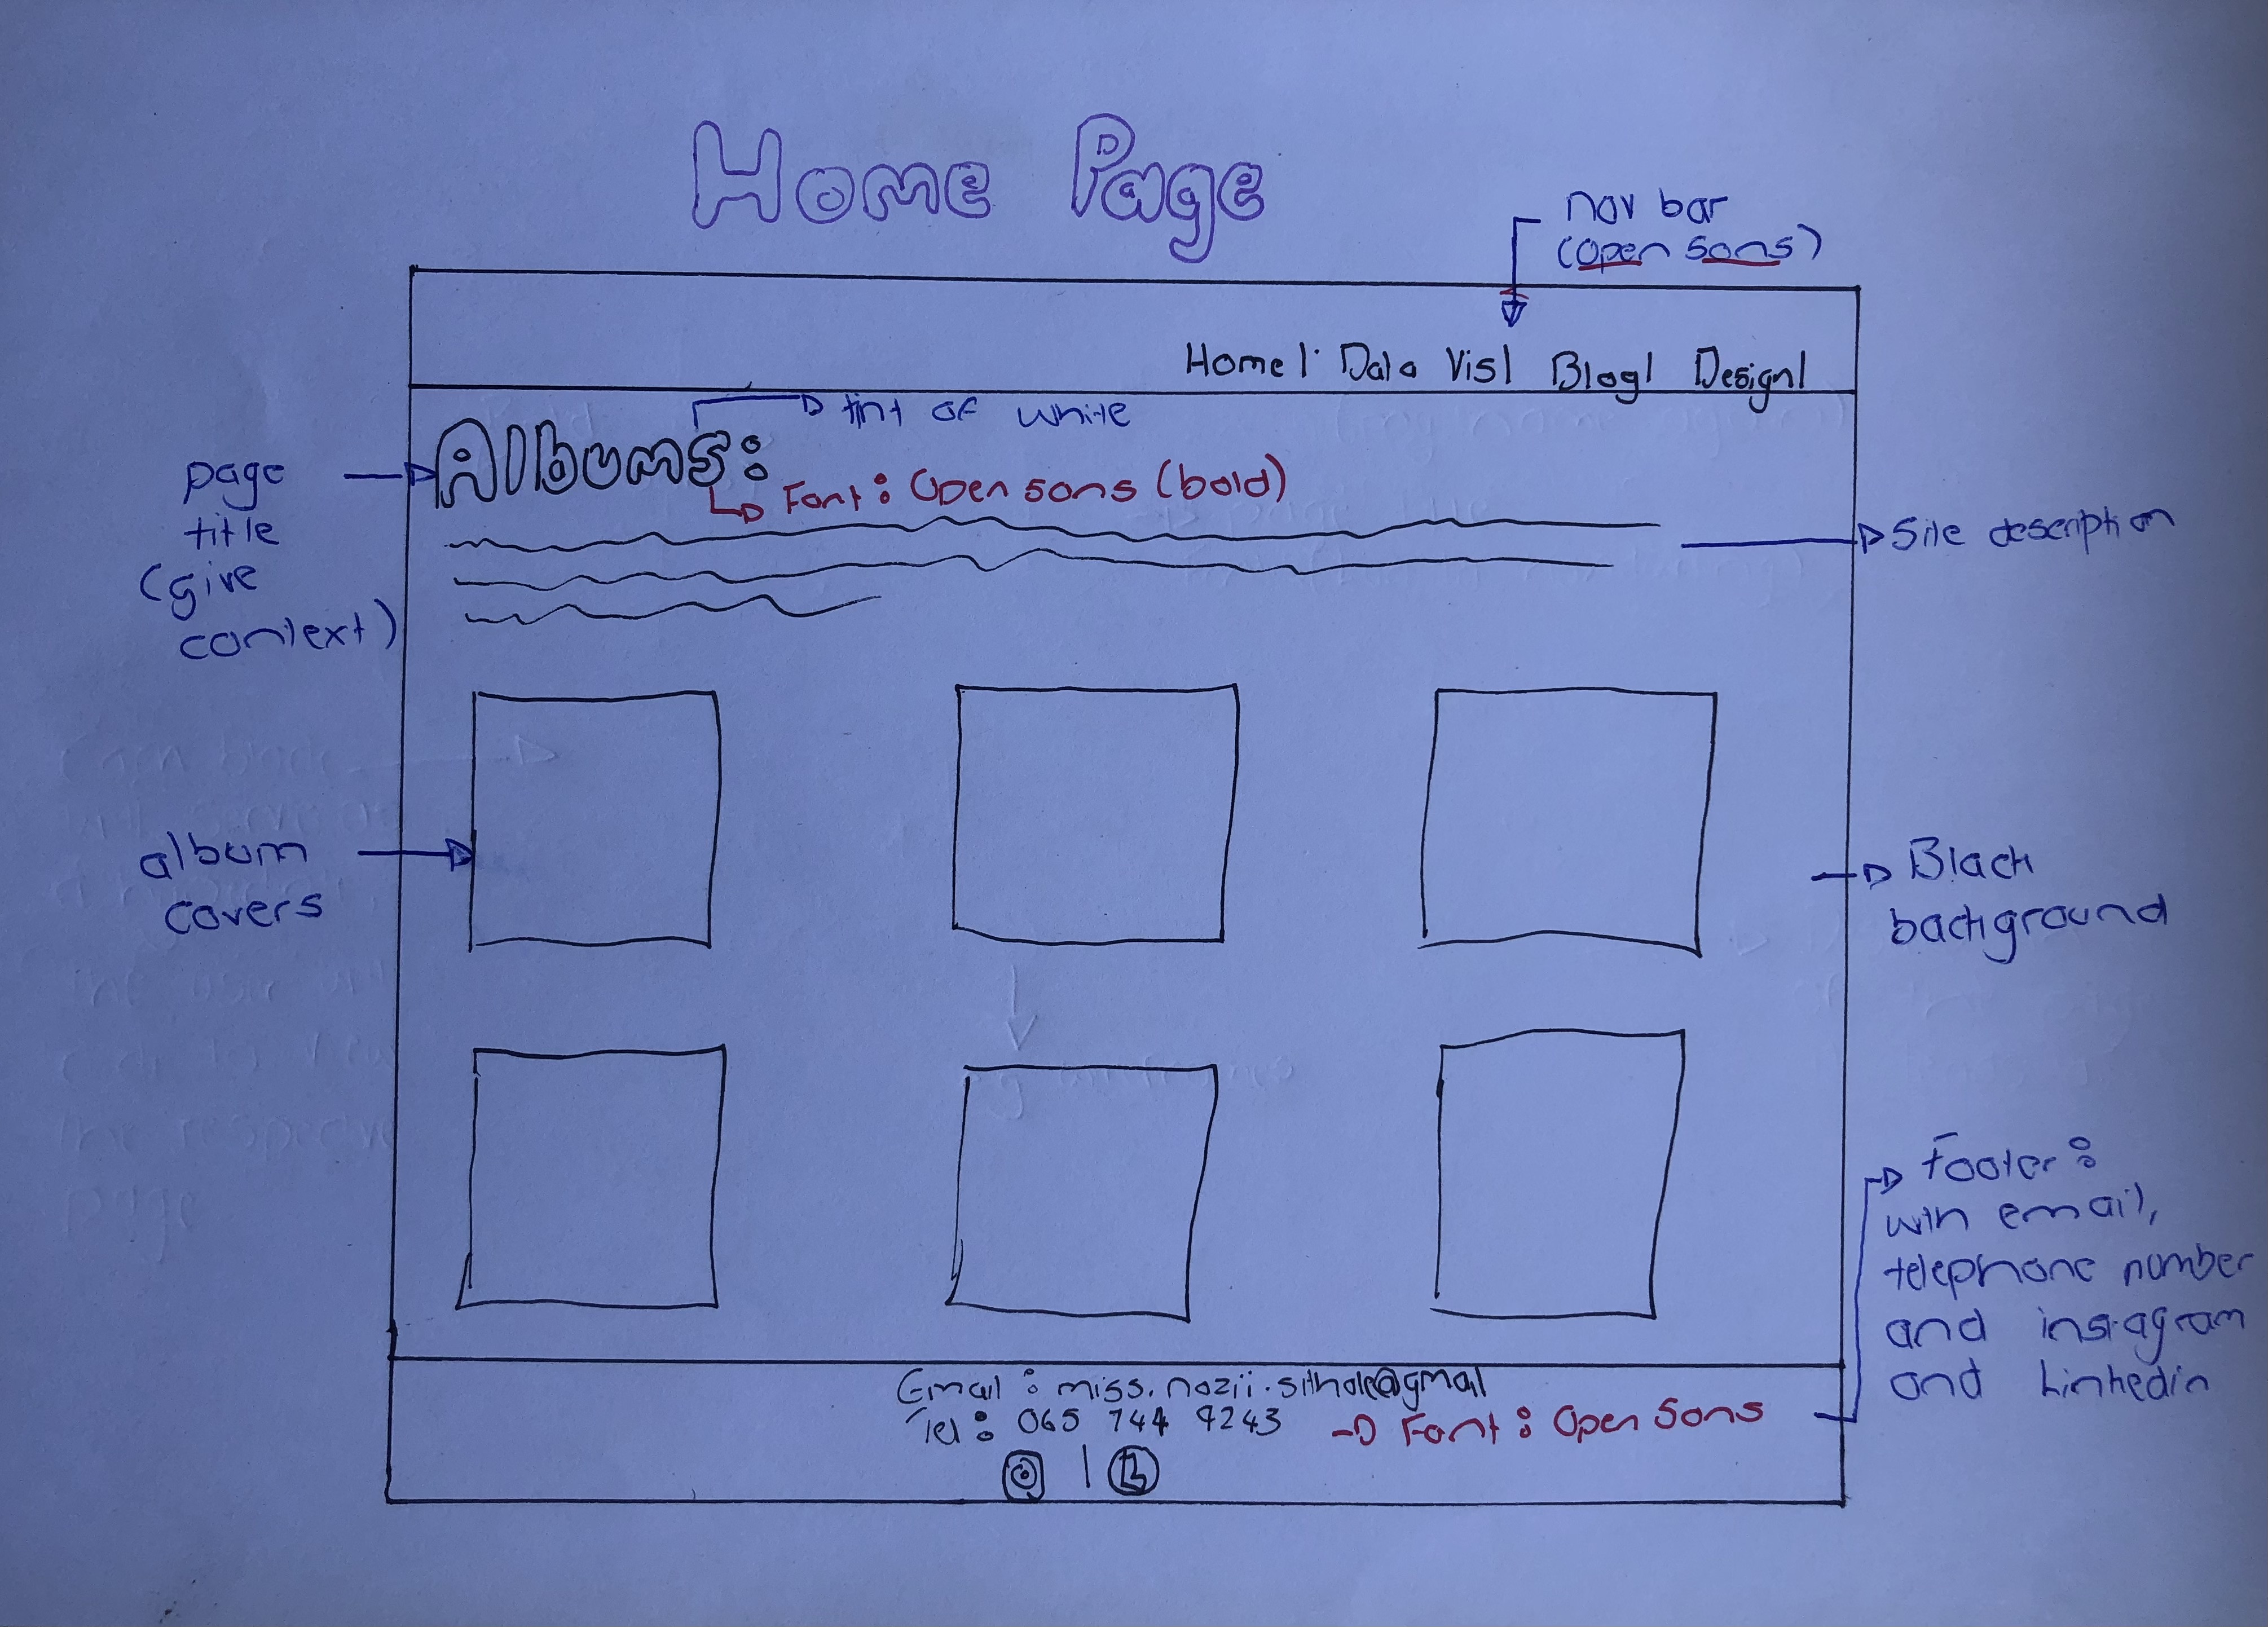 Home Page
nav bar
(open sans)
Home | Data Vis | Blog | Design |
tint of white
Albums:
Font: Open sans (bold)
page
title
(give
context)
Site description
album
covers
Black
background
Footer:
with email,
telephone number
and instagram
and Linkedin
Email: miss.nozii.sithole@gmail
Tel: 065 744 9243
Font: Open Sans